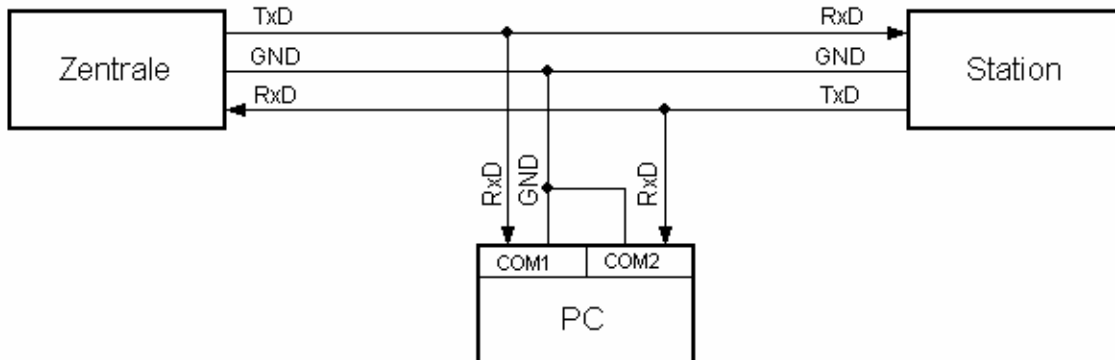 TxD
RxD
Zentrale
GND
GND
Station
RxD
TxD
RxD
GND
RxD
COM1
COM2
PC